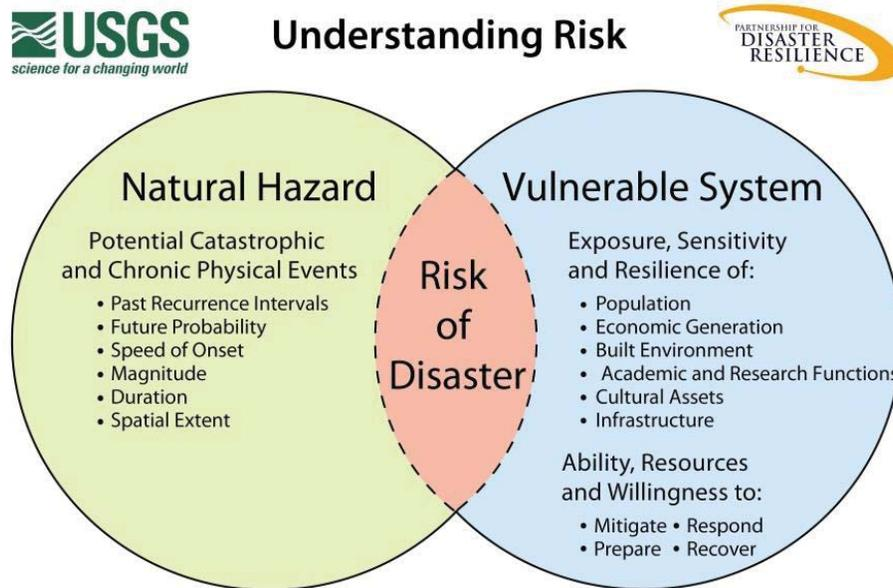 USGS
science for a changing world
Understanding Risk
PARTNERSHIP FOR
DISASTER
RESILIENCE
Natural Hazard
Potential Catastrophic
and Chronic Physical Events
• Past Recurrence Intervals
• Future Probability
• Speed of Onset
• Magnitude
• Duration
• Spatial Extent
Risk
of
Disaster
Vulnerable System
Exposure, Sensitivity
and Resilience of:
• Population
• Economic Generation
• Built Environment
• Academic and Research Functions
• Cultural Assets
• Infrastructure
Ability, Resources
and Willingness to:
• Mitigate • Respond
• Prepare • Recover